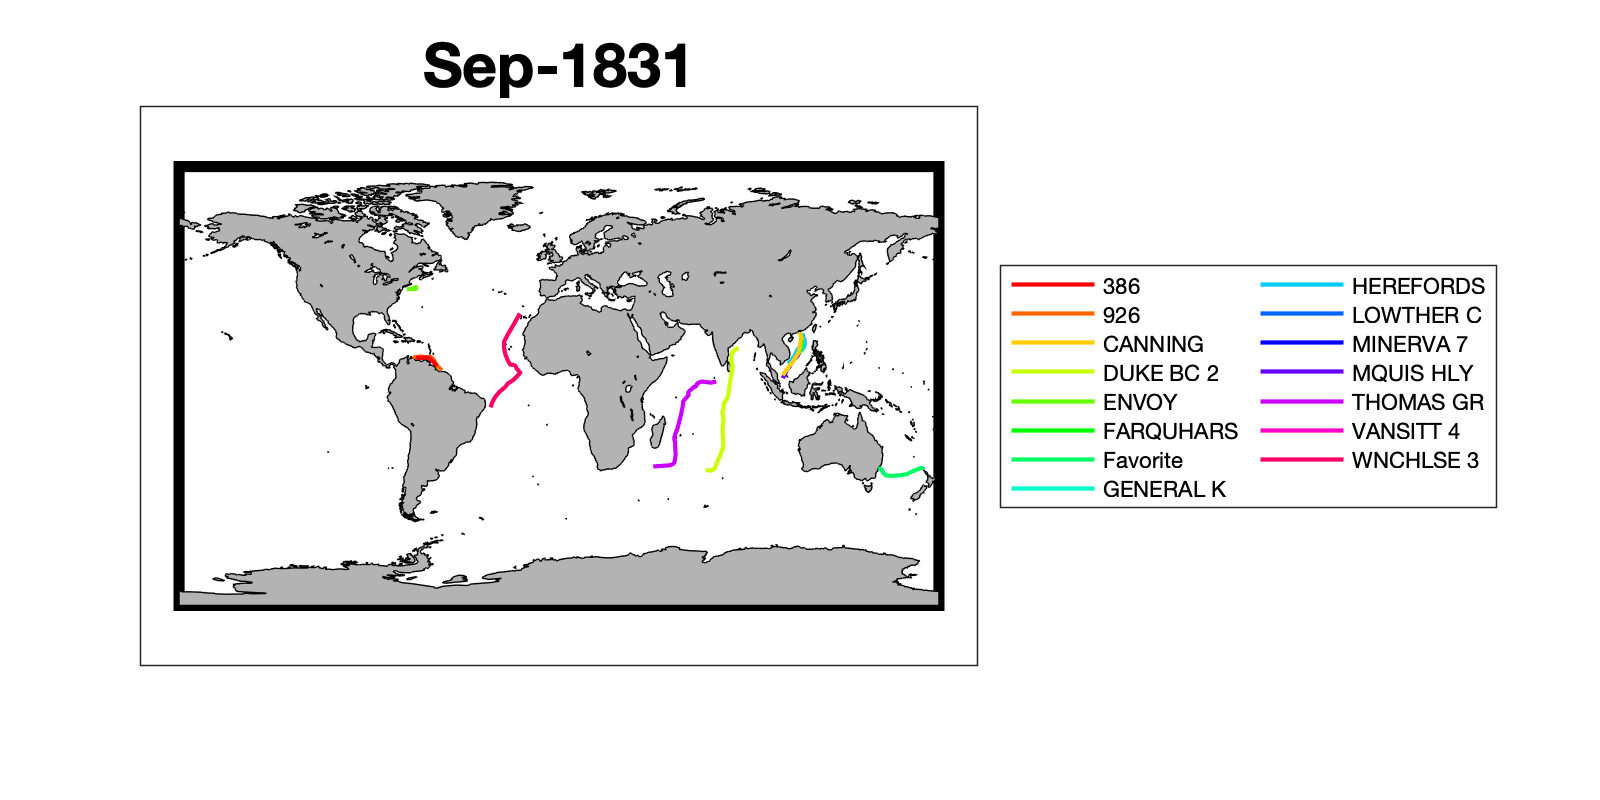 Sep-1831
386
926
CANNING
DUKE BC 2
ENVOY
FARQUHARS
Favorite
GENERAL K
HEREFORDS
LOWTHER C
MINERVA 7
MQUIS HLY
THOMAS GR
VANSITT 4
WNCHLSE 3